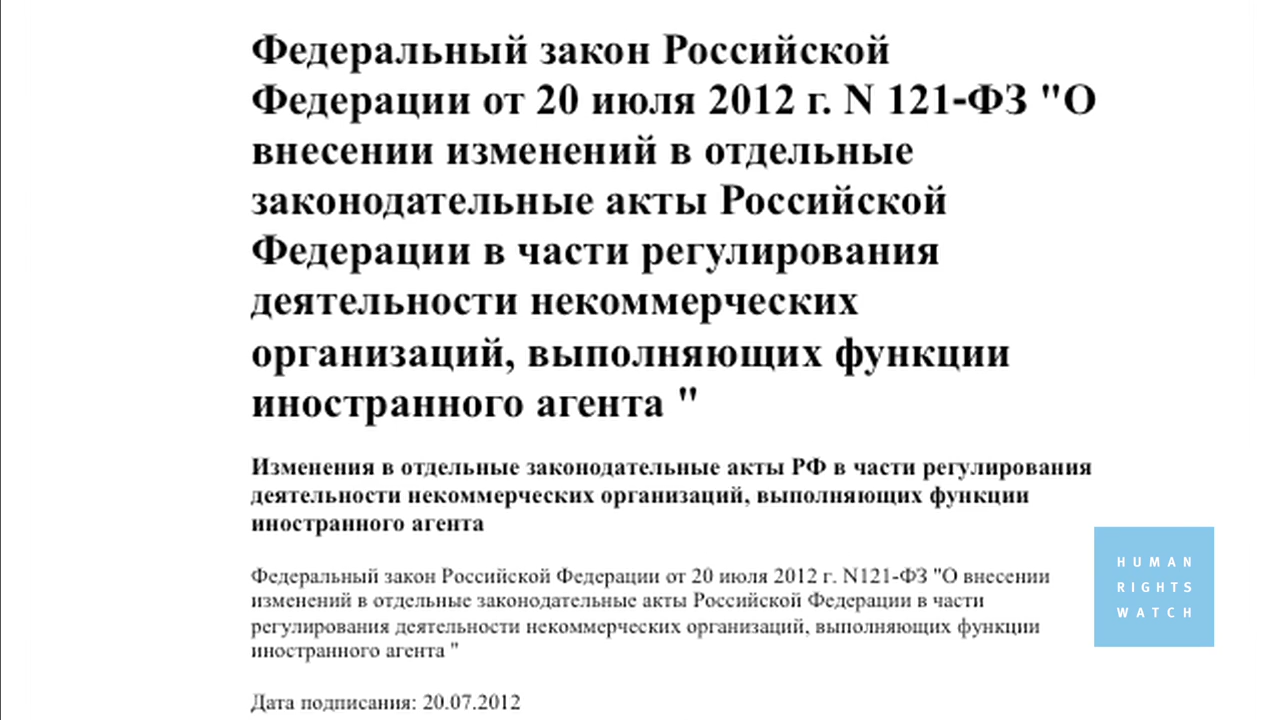 Федеральный закон Российской
Федерации от 20 июля 2012 г. N 121-ФЗ "О
внесении изменений в отдельные
законодательные акты Российской
Федерации в части регулирования
деятельности некоммерческих
организаций, выполняющих функции
иностранного агента "
Изменения в отдельные законодательные акты РФ в части регулирования
деятельности некоммерческих организаций, выполняющих функции
иностранного агента
Федеральный закон Российской Федерации от 20 июля 2012 г. N121-ФЗ "О внесении
изменений в отдельные законодательные акты Российской Федерации в части
регулирования деятельности некоммерческих организаций, выполняющих функции
иностранного агента "
Дата подписания: 20.07.2012
HUMAN
RIGHTS
WATCH